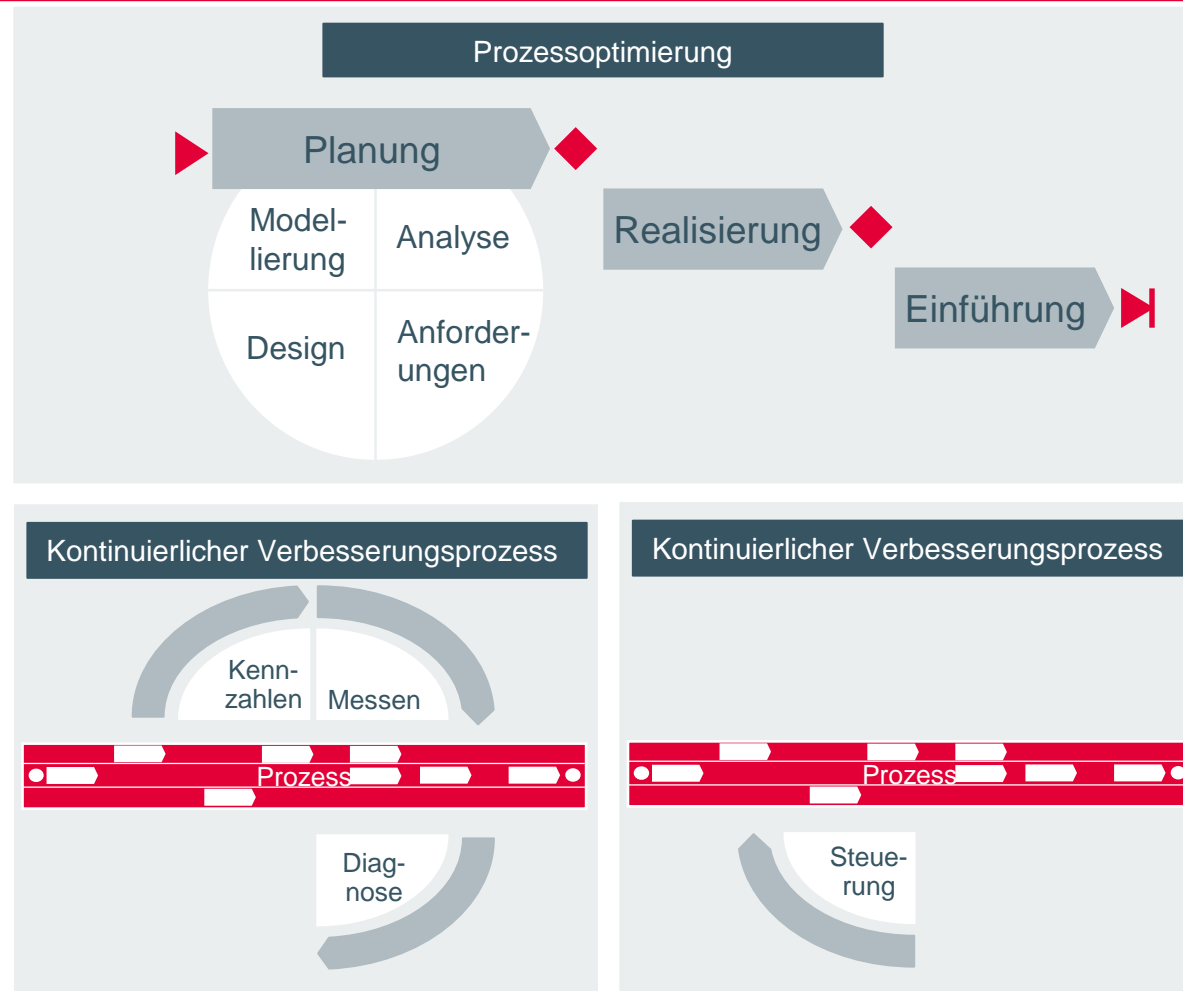 Prozessoptimierung
Planung
Model-
lierung
Analyse
Design
Anforder-
ungen
Realisierung
Einführung
Kontinuierlicher Verbesserungsprozess
Kenn-
zahlen
Messen
Prozess
Diag-
nose
Kontinuierlicher Verbesserungsprozess
Prozess
Steue-
rung